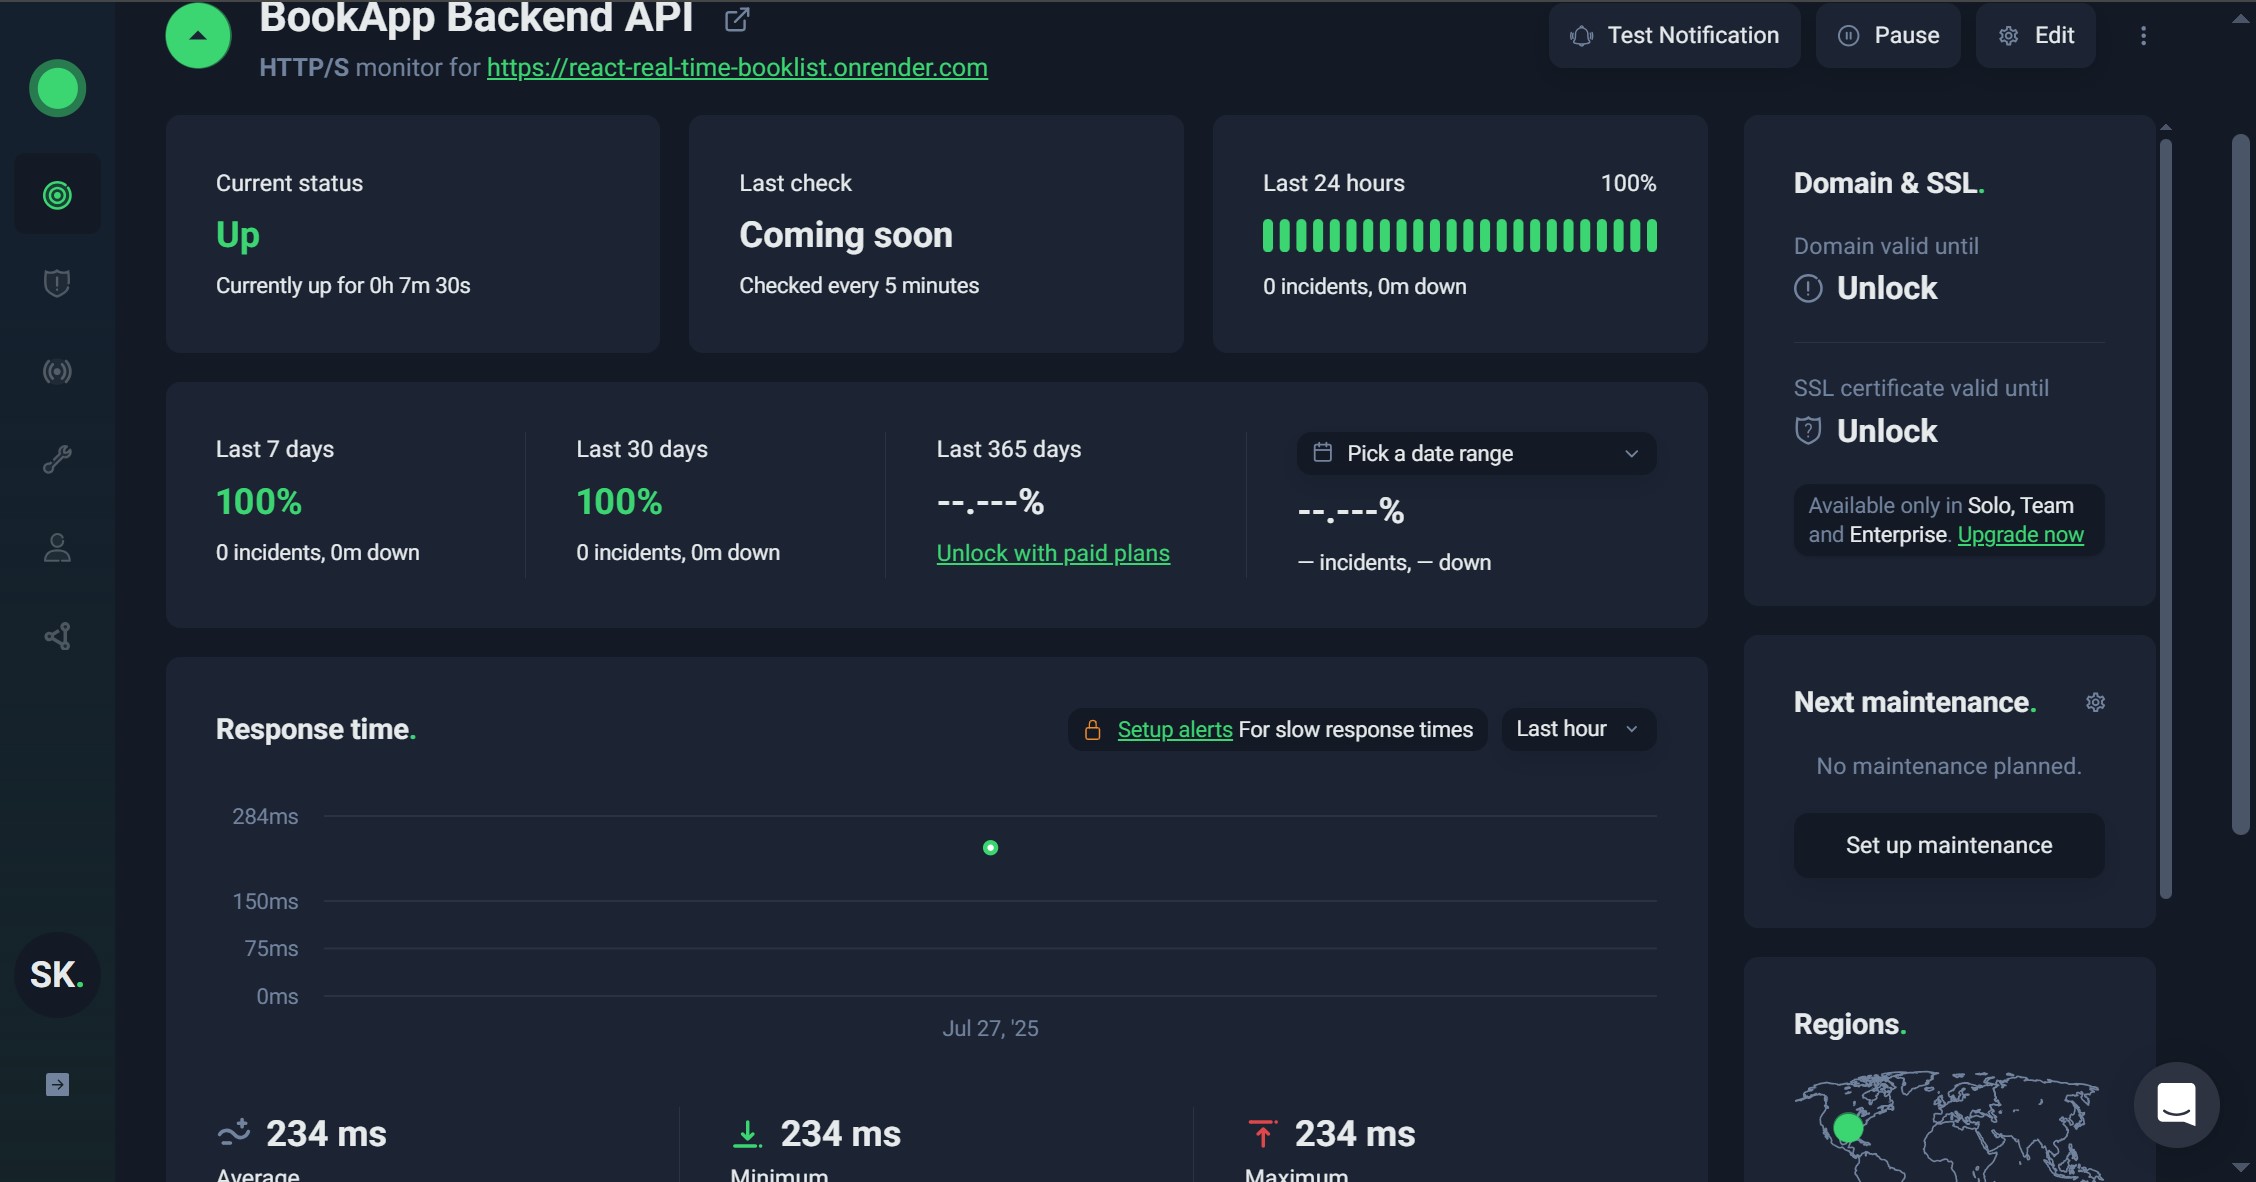 BookApp Backend API
HTTP/S monitor for https://react-real-time-booklist.onrender.com
Test Notification
Pause
Edit
Current status
Up
Currently up for 0h 7m 30s
Last check
Coming soon
Checked every 5 minutes
Last 24 hours
100%
0 incidents, 0m down
Last 7 days
100%
0 incidents, 0m down
Last 30 days
100%
0 incidents, 0m down
Last 365 days
--.---%
Unlock with paid plans
Pick a date range
--.---%
— incidents, — down
Response time.
Setup alerts For slow response times
Last hour
284ms
150ms
75ms
0ms
Jul 27, '25
234 ms
Average
234 ms
Minimum
234 ms
Maximum
Domain & SSL.
Domain valid until
Unlock
SSL certificate valid until
Unlock
Available only in Solo, Team
and Enterprise. Upgrade now
Next maintenance.
No maintenance planned.
Set up maintenance
Regions.
SK.